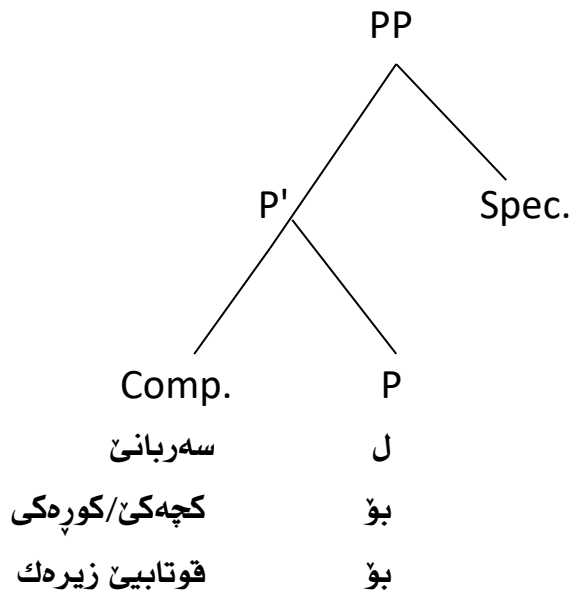 PP
P' Spec.
Comp. P
ل سەربانێ
بۆ کچەکێ/کوڕەکی
بۆ قوتابیێ زیرەك